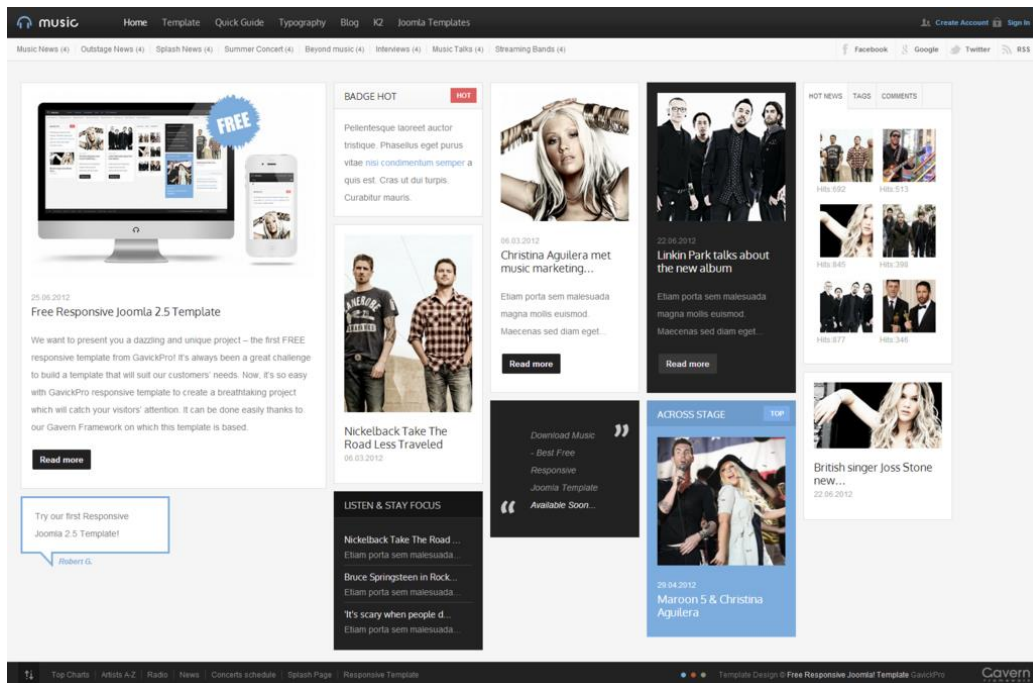 music
Home Template Quick Guide Typography Blog K2 Joomla Templates
Create Account Sign In
Music News (4) Outstage News (4) Splash News (4) Summer Concert (4) Beyond music (4) Interviews (4) Music Talks (4) Streaming Bands (4)
Facebook Google Twitter RSS
FREE
25.06.2012
Free Responsive Joomla 2.5 Template
We want to present you a dazzling and unique project – the first FREE
responsive template from GavickPro! It's always been a great challenge
to build a template that will suit our customers' needs. Now, it's so easy
with GavickPro responsive template to create a breathtaking project
which will catch your visitors' attention. It can be done easily thanks to
our Gavern Framework on which this template is based.
Read more
Try our first Responsive
Joomla 2.5 Template!
Robert G.
BADGE HOT HOT
Pellentesque laoreet auctor
tristique. Phasellus eget purus
vitae nisi condimentum semper a
quis est. Cras ut dui turpis.
Curabitur mauris.
Nickelback Take The
Road Less Traveled
06.03.2012
LISTEN & STAY FOCUS
Nickelback Take The Road ...
Etiam porta sem malesuada...
Bruce Springsteen in Rock...
Etiam porta sem malesuada...
'It's scary when people d...
Etiam porta sem malesuada...
06.03.2012
Christina Aguilera met
music marketing...
Etiam porta sem malesuada
magna mollis euismod.
Maecenas sed diam eget...
Read more
Download Music
- Best Free
Responsive
Joomla Template
Available Soon...
22.06.2012
Linkin Park talks about
the new album
Etiam porta sem malesuada
magna mollis euismod.
Maecenas sed diam eget...
Read more
ACROSS STAGE TOP
29.04.2012
Maroon 5 & Christina
Aguilera
HOT NEWS TAGS COMMENTS
Hits:692 Hits:513
Hits:845 Hits:398
Hits:877 Hits:346
British singer Joss Stone
new...
22.06.2012
Top Charts Artists A-Z Radio News Concerts schedule Splash Page Responsive Template
Template Design © Free Responsive Joomla! Template GavickPro
Gavern